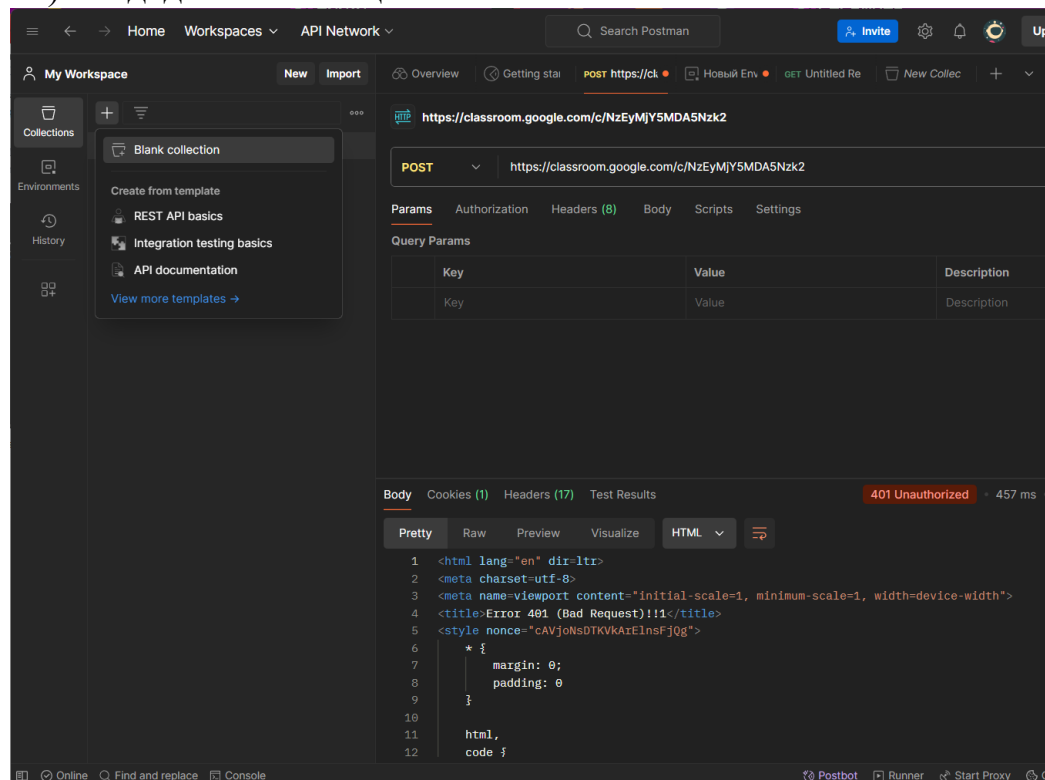 Home Workspaces API Network Search Postman Invite
My Workspace New Import Overview Getting sta POST https://cl Новый Env GET Untitled Re New Collec
Collections
https://classroom.google.com/c/NzEyMjY5MDA5Nzk2
Blank collection
POST https://classroom.google.com/c/NzEyMjY5MDA5Nzk2
Environments
Create from template
REST API basics
Params Authorization Headers (8) Body Scripts Settings
History
Integration testing basics
Query Params
API documentation
Key Value Description
View more templates →
Key Value Description
Body Cookies (1) Headers (17) Test Results 401 Unauthorized 457 ms
Pretty Raw Preview Visualize HTML
1 <html lang="en" dir=ltr>
2 <meta charset=utf-8>
3 <meta name=viewport content="initial-scale=1, minimum-scale=1, width=device-width">
4 <title>Error 401 (Bad Request)!!1</title>
5 <style nonce="cAVjoNsDTKVkArElnsFjQg">
6 * {
7 margin: 0;
8 padding: 0
9 }
10
11 html,
12 code {
Online Find and replace Console Postbot Runner Start Proxy